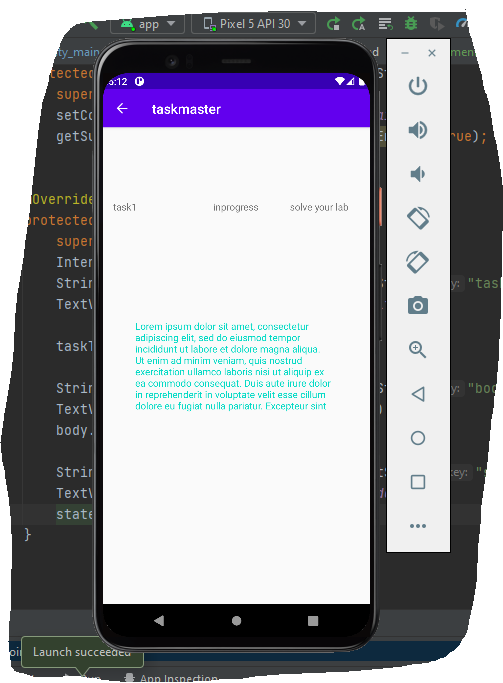 app
Pixel 5 API 30
ty_main
rotected
super
setCo
getSu
rue);
Override
protected
super
Inter
Strin
key: "task
TextV
taskT
Strin
key: "bod
TextV
body.
Strin
key: "s
TextV
state
}
Launch succeeded
App Inspection
5:12
taskmaster
task1
inprogress
solve your lab
Lorem ipsum dolor sit amet, consectetur
adipiscing elit, sed do eiusmod tempor
incididunt ut labore et dolore magna aliqua.
Ut enim ad minim veniam, quis nostrud
exercitation ullamco laboris nisi ut aliquip ex
ea commodo consequat. Duis aute irure dolor
in reprehenderit in voluptate velit esse cillum
dolore eu fugiat nulla pariatur. Excepteur sint